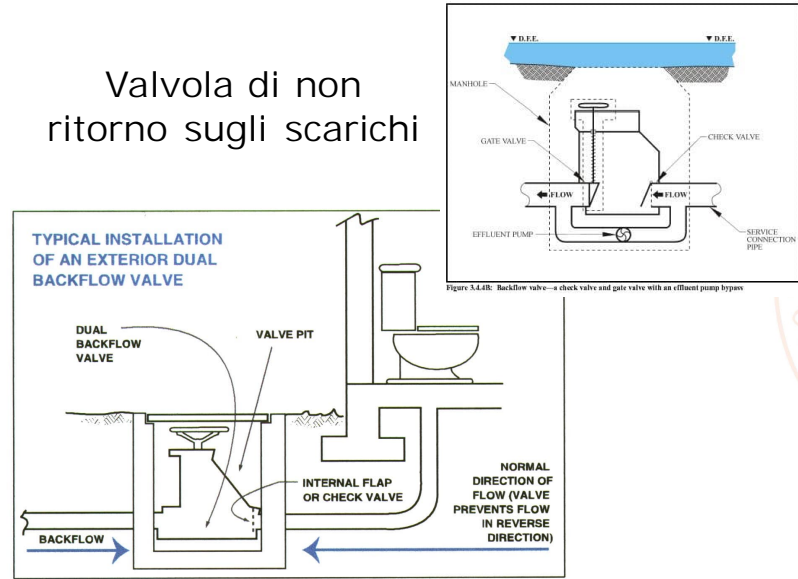 Valvola di non
ritorno sugli scarichi
▼ D.F.E.
▼ D.F.E.
MANHOLE
GATE VALVE
CHECK VALVE
FLOW
FLOW
EFFLUENT PUMP
SERVICE
CONNECTION
PIPE
Figure 3.4.4B: Backflow valve—a check valve and gate valve with an effluent pump bypass
TYPICAL INSTALLATION
OF AN EXTERIOR DUAL
BACKFLOW VALVE
DUAL
BACKFLOW
VALVE
VALVE PIT
INTERNAL FLAP
OR CHECK VALVE
NORMAL
DIRECTION OF
FLOW (VALVE
PREVENTS FLOW
IN REVERSE
DIRECTION)
BACKFLOW